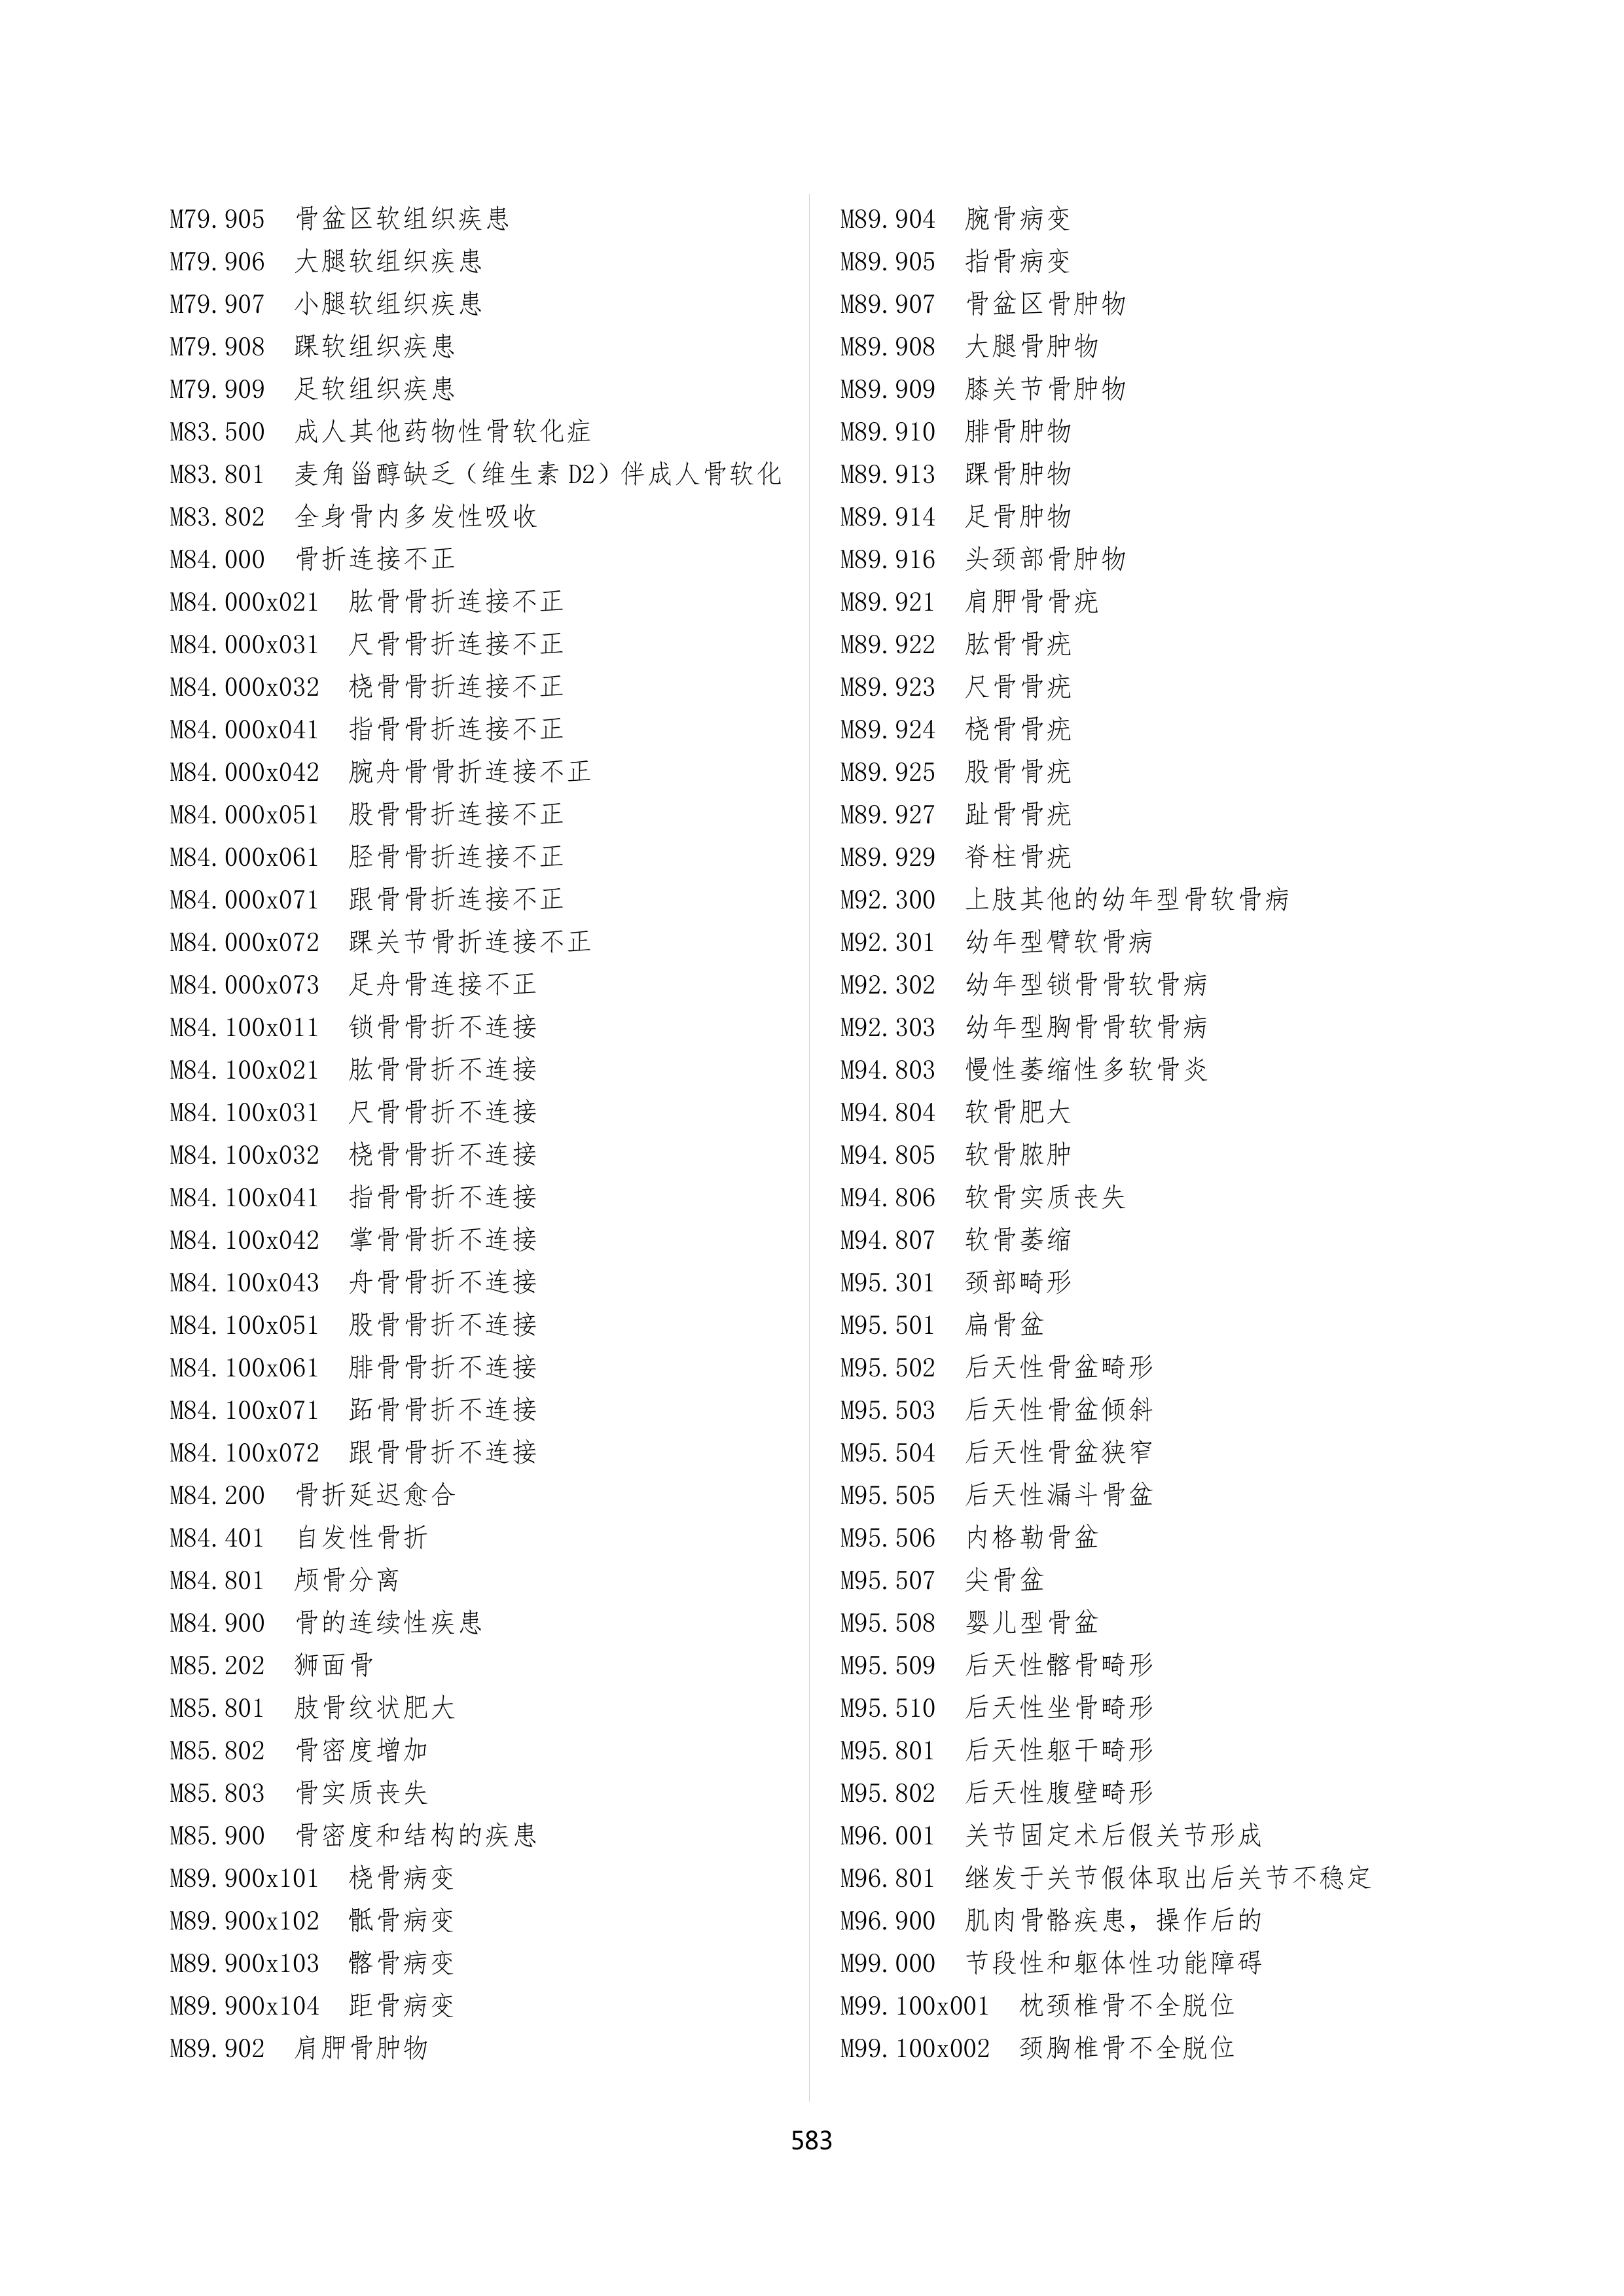 M79.905 骨盆区软组织疾患
M79.906 大腿软组织疾患
M79.907 小腿软组织疾患
M79.908 踝软组织疾患
M79.909 足软组织疾患
M83.500 成人其他药物性骨软化症
M83.801 麦角甾醇缺乏（维生素 D2）伴成人骨软化
M83.802 全身骨内多发性吸收
M84.000 骨折连接不正
M84.000x021 肱骨骨折连接不正
M84.000x031 尺骨骨折连接不正
M84.000x032 桡骨骨折连接不正
M84.000x041 指骨骨折连接不正
M84.000x042 腕舟骨骨折连接不正
M84.000x051 股骨骨折连接不正
M84.000x061 胫骨骨折连接不正
M84.000x071 跟骨骨折连接不正
M84.000x072 踝关节骨折连接不正
M84.000x073 足舟骨连接不正
M84.100x011 锁骨骨折不连接
M84.100x021 肱骨骨折不连接
M84.100x031 尺骨骨折不连接
M84.100x032 桡骨骨折不连接
M84.100x041 指骨骨折不连接
M84.100x042 掌骨骨折不连接
M84.100x043 舟骨骨折不连接
M84.100x051 股骨骨折不连接
M84.100x061 腓骨骨折不连接
M84.100x071 跖骨骨折不连接
M84.100x072 跟骨骨折不连接
M84.200 骨折延迟愈合
M84.401 自发性骨折
M84.801 颅骨分离
M84.900 骨的连续性疾患
M85.202 狮面骨
M85.801 肢骨纹状肥大
M85.802 骨密度增加
M85.803 骨实质丧失
M85.900 骨密度和结构的疾患
M89.900x101 桡骨病变
M89.900x102 骶骨病变
M89.900x103 髂骨病变
M89.900x104 距骨病变
M89.902 肩胛骨肿物
M89.904 腕骨病变
M89.905 指骨病变
M89.907 骨盆区骨肿物
M89.908 大腿骨肿物
M89.909 膝关节骨肿物
M89.910 腓骨肿物
M89.913 踝骨肿物
M89.914 足骨肿物
M89.916 头颈部骨肿物
M89.921 肩胛骨骨疣
M89.922 肱骨骨疣
M89.923 尺骨骨疣
M89.924 桡骨骨疣
M89.925 股骨骨疣
M89.927 趾骨骨疣
M89.929 脊柱骨疣
M92.300 上肢其他的幼年型骨软骨病
M92.301 幼年型臂软骨病
M92.302 幼年型锁骨骨软骨病
M92.303 幼年型胸骨骨软骨病
M94.803 慢性萎缩性多软骨炎
M94.804 软骨肥大
M94.805 软骨脓肿
M94.806 软骨实质丧失
M94.807 软骨萎缩
M95.301 颈部畸形
M95.501 扁骨盆
M95.502 后天性骨盆畸形
M95.503 后天性骨盆倾斜
M95.504 后天性骨盆狭窄
M95.505 后天性漏斗骨盆
M95.506 内格勒骨盆
M95.507 尖骨盆
M95.508 婴儿型骨盆
M95.509 后天性髂骨畸形
M95.510 后天性坐骨畸形
M95.801 后天性躯干畸形
M95.802 后天性腹壁畸形
M96.001 关节固定术后假关节形成
M96.801 继发于关节假体取出后关节不稳定
M96.900 肌肉骨骼疾患，操作后的
M99.000 节段性和躯体性功能障碍
M99.100x001 枕颈椎骨不全脱位
M99.100x002 颈胸椎骨不全脱位
583